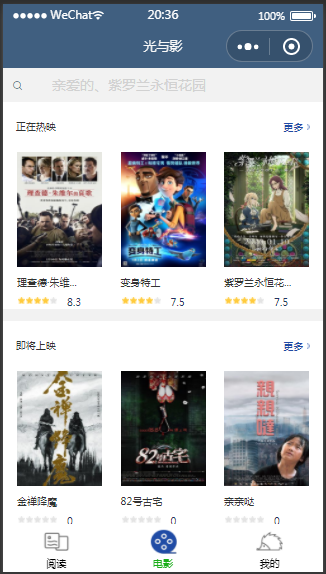 WeChat 20:36 100%
光与影
亲爱的、紫罗兰永恒花园
正在热映 更多
理查德·朱维尔的哀歌
变身特工
理查德·朱维... 变身特工 紫罗兰永恒花...
8.3 7.5 7.5
即将上映 更多
金禅降魔
82号古宅
亲亲哒
金禅降魔 82号古宅 亲亲哒
0 0 0
阅读 电影 我的